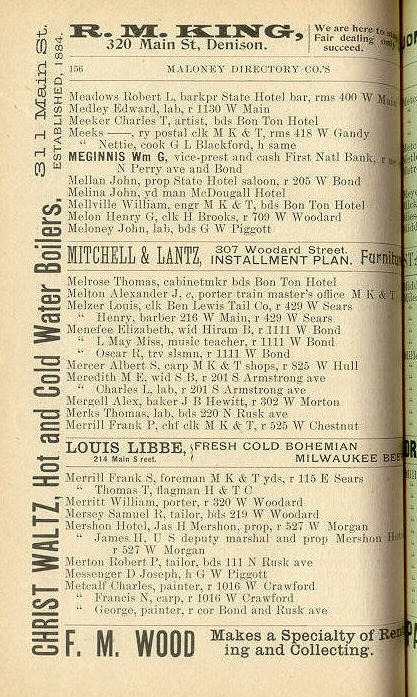 R. M. KING,
320 Main St, Denison.
We are here to
Fair dealing only
succeed.
CHRIST WALTZ, Hot and Cold Water Boilers. 311 Main St.
ESTABLISHED, 1884.
156 MALONEY DIRECTORY CO.'S
Meadows Robert L, barkpr State Hotel bar, rms 400 W Main
Medley Edward, lab, r 1130 W Main
Meeker Charles T, artist, bds Bon Ton Hotel
Meeks ——, ry postal clk M K & T, rms 418 W Gandy
“ Nettie, cook G L Blackford, h same
MEGINNIS Wm G, vice-prest and cash First Natl Bank, r
N Perry ave and Bond
Mellan John, prop State Hotel saloon, r 205 W Bond
Melina John, yd man McDougall Hotel
Mellville William, engr M K & T, bds Bon Ton Hotel
Melon Henry G, clk H Brooks, r 709 W Woodard
Meloney John, lab, bds G W Piggott
MITCHELL & LANTZ, 307 Woodard Street.
INSTALLMENT PLAN. Furnitu
Melrose Thomas, cabinetmkr bds Bon Ton Hotel
Melton Alexander J, c, porter train master's office M K & T
Melzer Louis, clk Ben Lewis Tail Co, r 429 W Sears
“ Henry, barber 216 W Main, r 429 W Sears
Menefee Elizabeth, wid Hiram B, r 1111 W Bond
“ L May Miss, music teacher, r 1111 W Bond
“ Oscar R, trv slsmn, r 1111 W Bond
Mercer Albert S, carp M K & T shops, r 825 W Hull
Meredith M E, wid S B, r 201 S Armstrong ave
“ Charles L, lab, r 201 S Armstrong ave
Mergell Alex, baker J B Hewitt, r 302 W Morton
Merks Thomas, lab, bds 220 N Rusk ave
Merrill Frank P, chf clk M K & T, r 525 W Chestnut
LOUIS LIBBE, FRESH COLD BOHEMIAN
214 Main Street. MILWAUKEE BEE
Merrill Frank S, foreman M K & T yds, r 115 E Sears
“ Thomas T, flagman H & T C
Merritt William, porter, r 320 W Woodard
Mersey Samuel R, tailor, bds 219 W Woodard
Mershon Hotel, Jas H Mershon, prop, r 527 W Morgan
“ James H, U S deputy marshal and prop Mershon Hotel
r 527 W Morgan
Merton Robert P, tailor, bds 111 N Rusk ave
Messenger D Joseph, h G W Piggott
Metcalf Charles, painter, r 1016 W Crawford
“ Francis N, carp, r 1016 W Crawford
“ George, painter, r cor Bond and Rusk ave
F. M. WOOD Makes a Specialty of Rent
ing and Collecting.